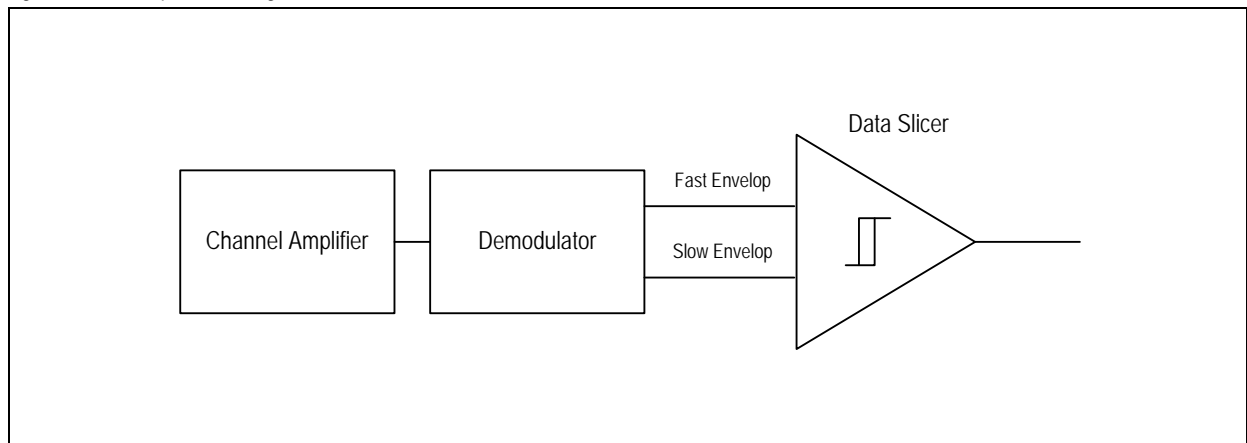 Data Slicer
Fast Envelop
Channel Amplifier
Demodulator
Slow Envelop